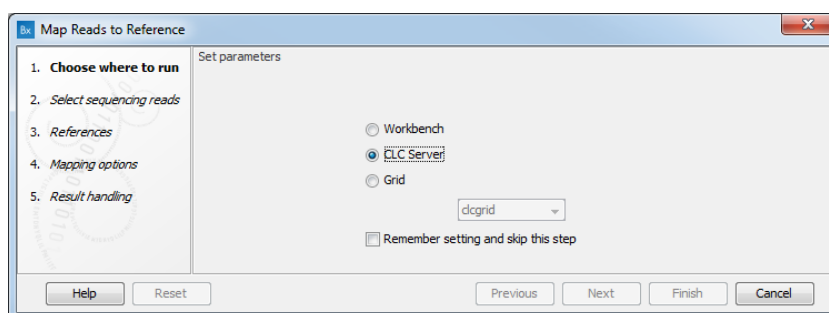 Bx Map Reads to Reference
1. Choose where to run
2. Select sequencing reads
3. References
4. Mapping options
5. Result handling
Set parameters
Workbench
CLC Server
Grid
clcgrid
Remember setting and skip this step
Help
Reset
Previous
Next
Finish
Cancel